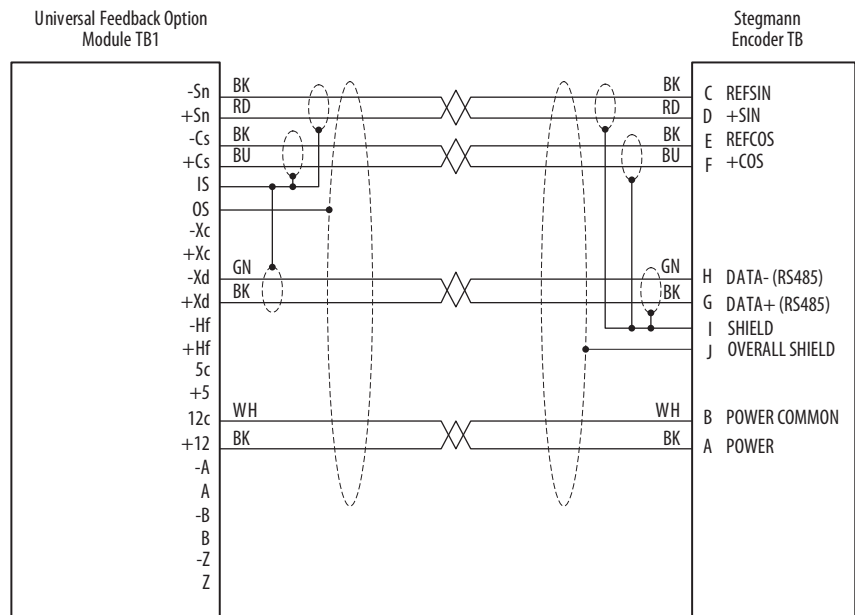 Universal Feedback Option
Module TB1
Stegmann
Encoder TB
-Sn BK BK C REFSIN
+Sn RD RD D +SIN
-Cs BK BK E REFCOS
+Cs BU BU F +COS
IS
OS
-Xc
+Xc
-Xd GN GN H DATA- (RS485)
+Xd BK BK G DATA+ (RS485)
-Hf I SHIELD
+Hf J OVERALL SHIELD
5c
+5
12c WH WH B POWER COMMON
+12 BK BK A POWER
-A
A
-B
B
-Z
Z